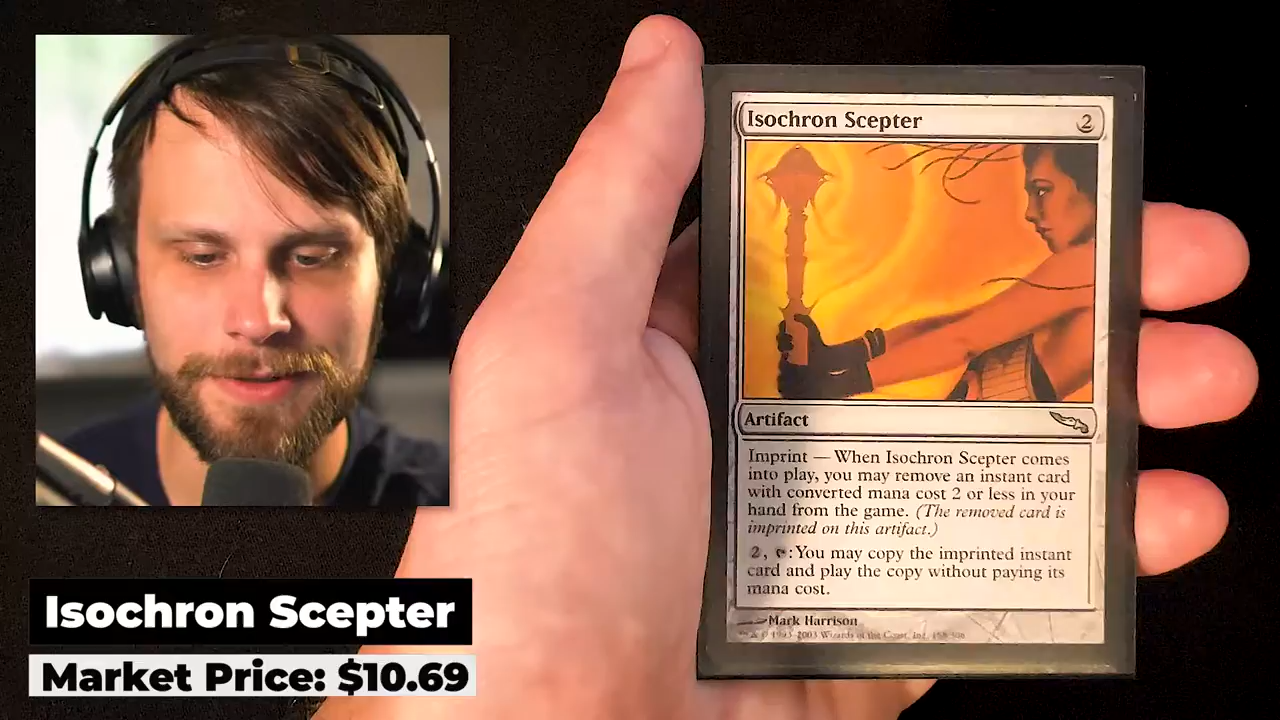 Isochron Scepter 2
Artifact
Imprint — When Isochron Scepter comes
into play, you may remove an instant card
with converted mana cost 2 or less in your
hand from the game. (The removed card is
imprinted on this artifact.)
2, : You may copy the imprinted instant
card and play the copy without paying its
mana cost.
Mark Harrison
1993-2003 Wizards of the Coast, Inc.
Isochron Scepter
Market Price: $10.69